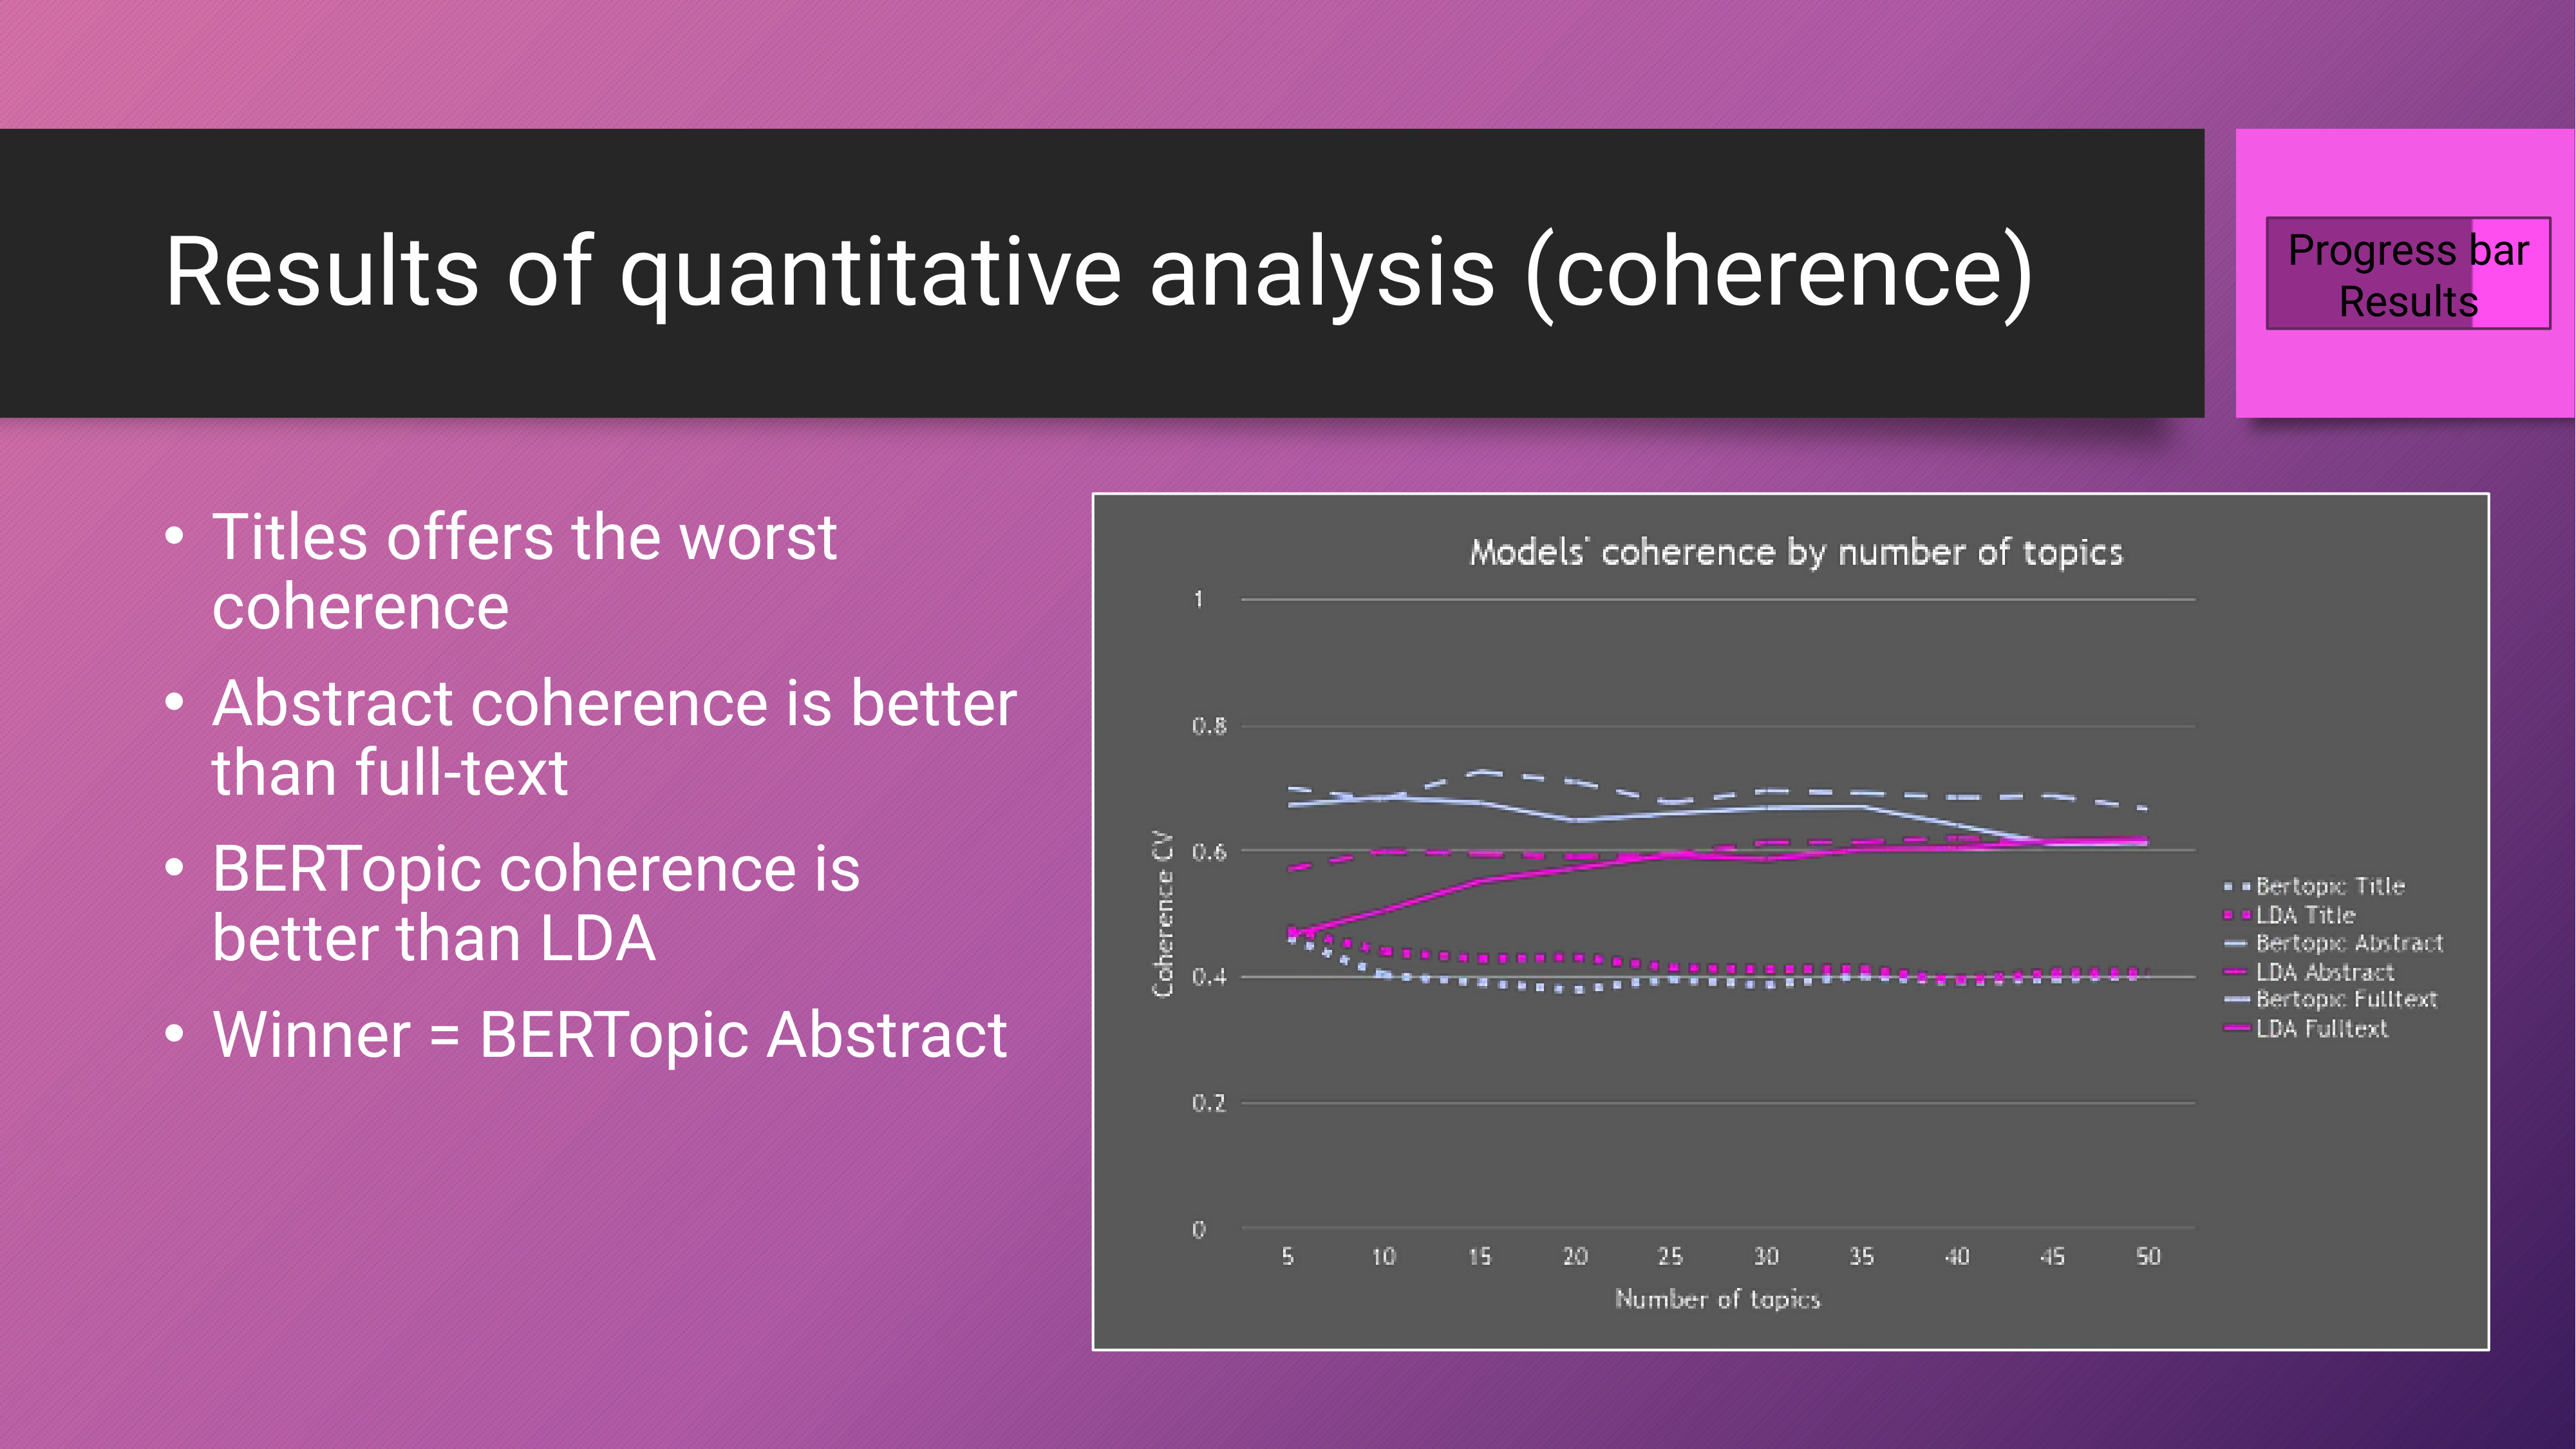 Results of quantitative analysis (coherence)
Progress bar
Results
• Titles offers the worst
coherence
• Abstract coherence is better
than full-text
• BERTopic coherence is
better than LDA
• Winner = BERTopic Abstract
Models' coherence by number of topics
1
0.8
0.6
0.4
0.2
0
Coherence CV
5 10 15 20 25 30 35 40 45 50
Number of topics
Bertopic Title
LDA Title
Bertopic Abstract
LDA Abstract
Bertopic Fulltext
LDA Fulltext